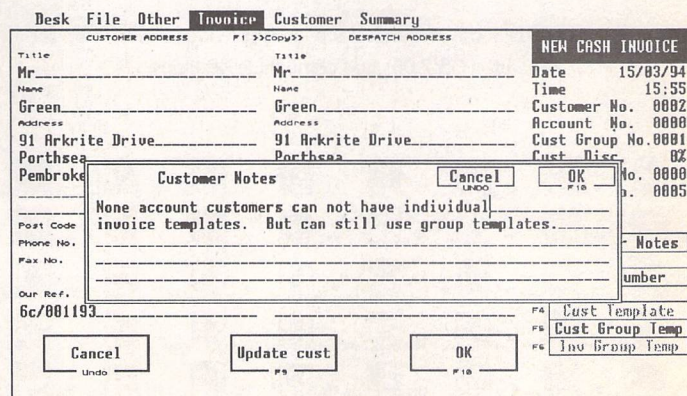 Desk File Other Invoice Customer Summary
CUSTOMER ADDRESS F1 >>Copy>> DESPATCH ADDRESS
NEW CASH INVOICE
Title Title
Mr Mr
Name Name
Green Green
Address Address
91 Arkrite Drive 91 Arkrite Drive
Porthsea Porthsea
Pembroke
Date 15/03/94
Time 15:55
Customer No. 0002
Account No. 0000
Cust Group No. 0001
Cust Disc. 0%
No. 0000
o. 0005
Customer Notes
Cancel
UNDO
OK
F10
None account customers can not have individual
invoice templates. But can still use group templates.
Post Code
Phone No.
Fax No.
Our Ref.
6c/001193
r Notes
umber
F4 Cust Template
F5 Cust Group Temp
F6 Inv Group Temp
Cancel
Undo
Update cust
F9
OK
F10